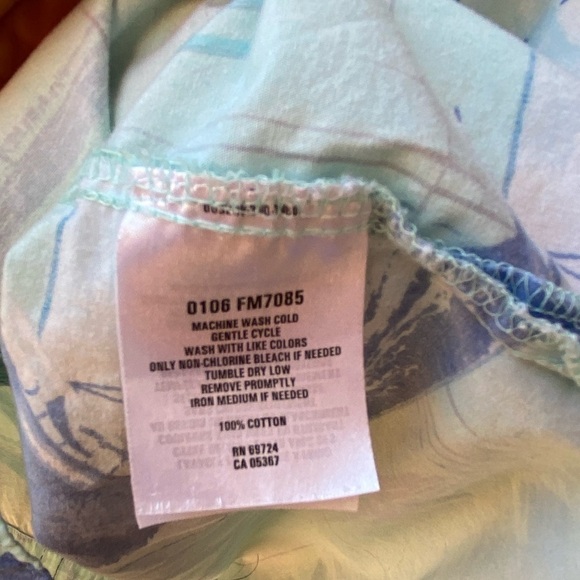 0106 FM7085
MACHINE WASH COLD
GENTLE CYCLE
WASH WITH LIKE COLORS
ONLY NON-CHLORINE BLEACH IF NEEDED
TUMBLE DRY LOW
REMOVE PROMPTLY
IRON MEDIUM IF NEEDED
100% COTTON
RN 69724
CA 05367